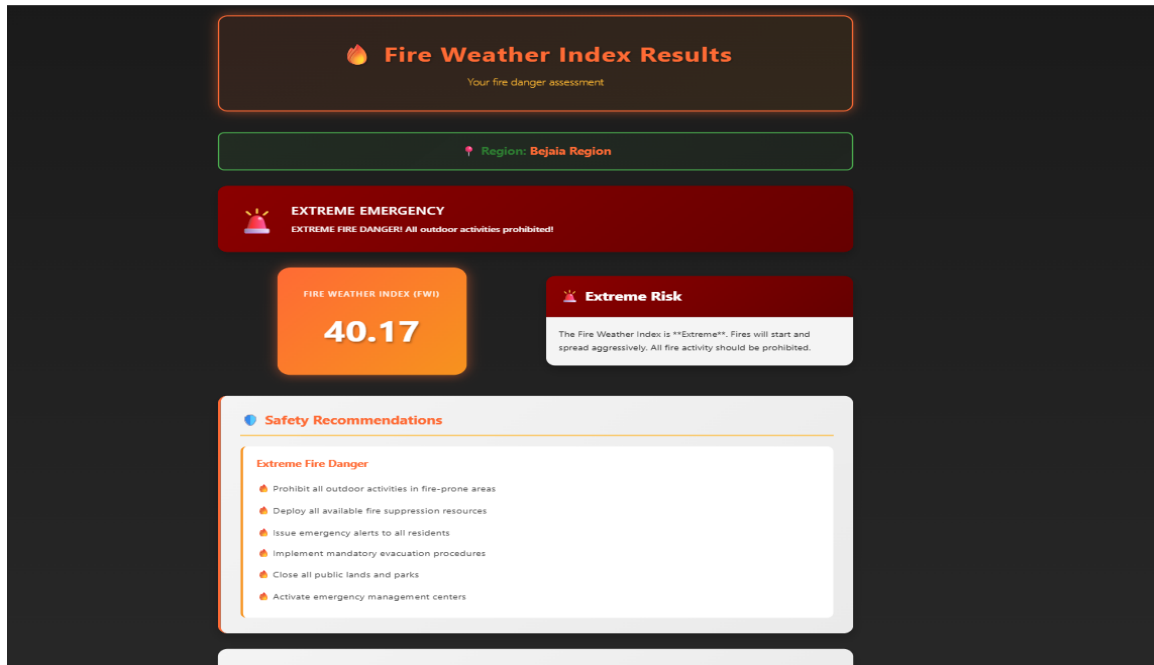 Fire Weather Index Results
Your fire danger assessment
Region: Bejaia Region
EXTREME EMERGENCY
EXTREME FIRE DANGER! All outdoor activities prohibited!
FIRE WEATHER INDEX (FWI)
40.17
Extreme Risk
The Fire Weather Index is **Extreme**. Fires will start and
spread aggressively. All fire activity should be prohibited.
Safety Recommendations
Extreme Fire Danger
Prohibit all outdoor activities in fire-prone areas
Deploy all available fire suppression resources
Issue emergency alerts to all residents
Implement mandatory evacuation procedures
Close all public lands and parks
Activate emergency management centers